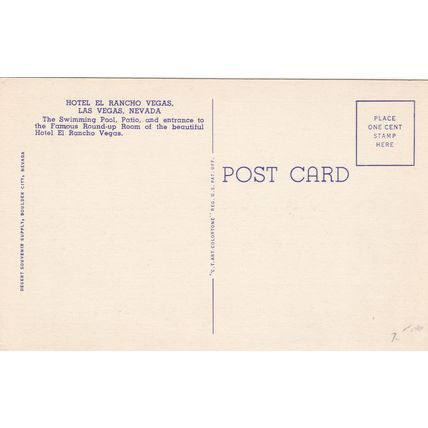 HOTEL EL RANCHO VEGAS,
LAS VEGAS, NEVADA
The Swimming Pool, Patio, and entrance to
the Famous Round-up Room of the beautiful
Hotel El Rancho Vegas.
DESERT SOUVENIR SUPPLY, BOULDER CITY, NEVADA
"C.T. ART-COLORTONE" REG. U.S. PAT. OFF.
POST CARD
PLACE
ONE CENT
STAMP
HERE